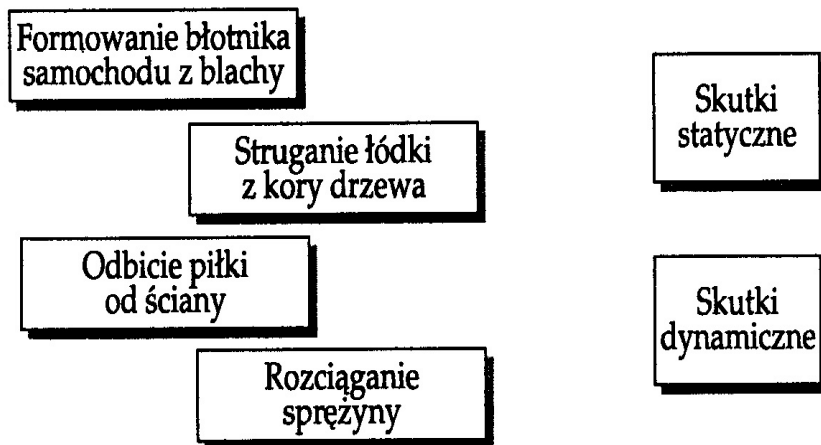 Formowanie błotnika
samochodu z blachy
Struganie łódki
z kory drzewa
Odbicie piłki
od ściany
Rozciąganie
sprężyny
Skutki
statyczne
Skutki
dynamiczne